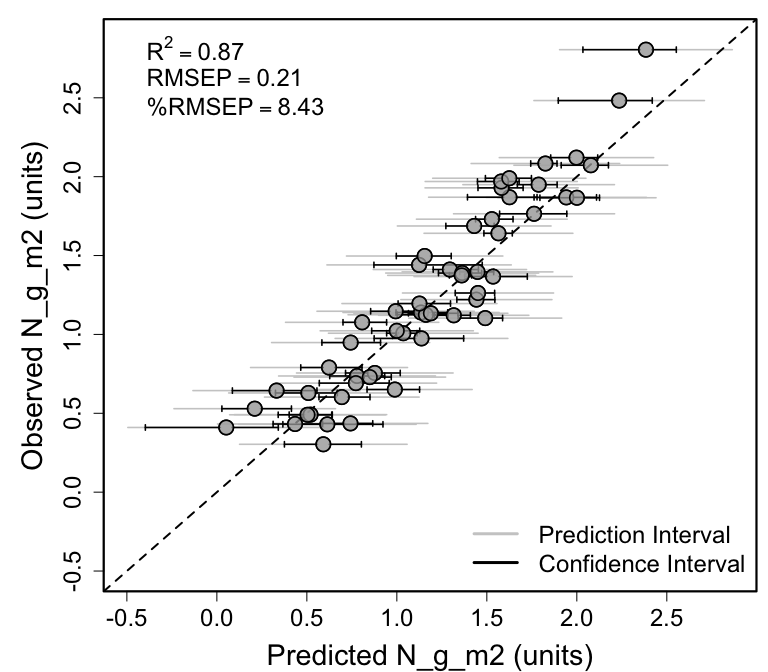 R² = 0.87
RMSEP = 0.21
%RMSEP = 8.43
Observed N_g_m2 (units)
2.5
2.0
1.5
1.0
0.5
0.0
-0.5
Prediction Interval
Confidence Interval
-0.5 0.0 0.5 1.0 1.5 2.0 2.5
Predicted N_g_m2 (units)